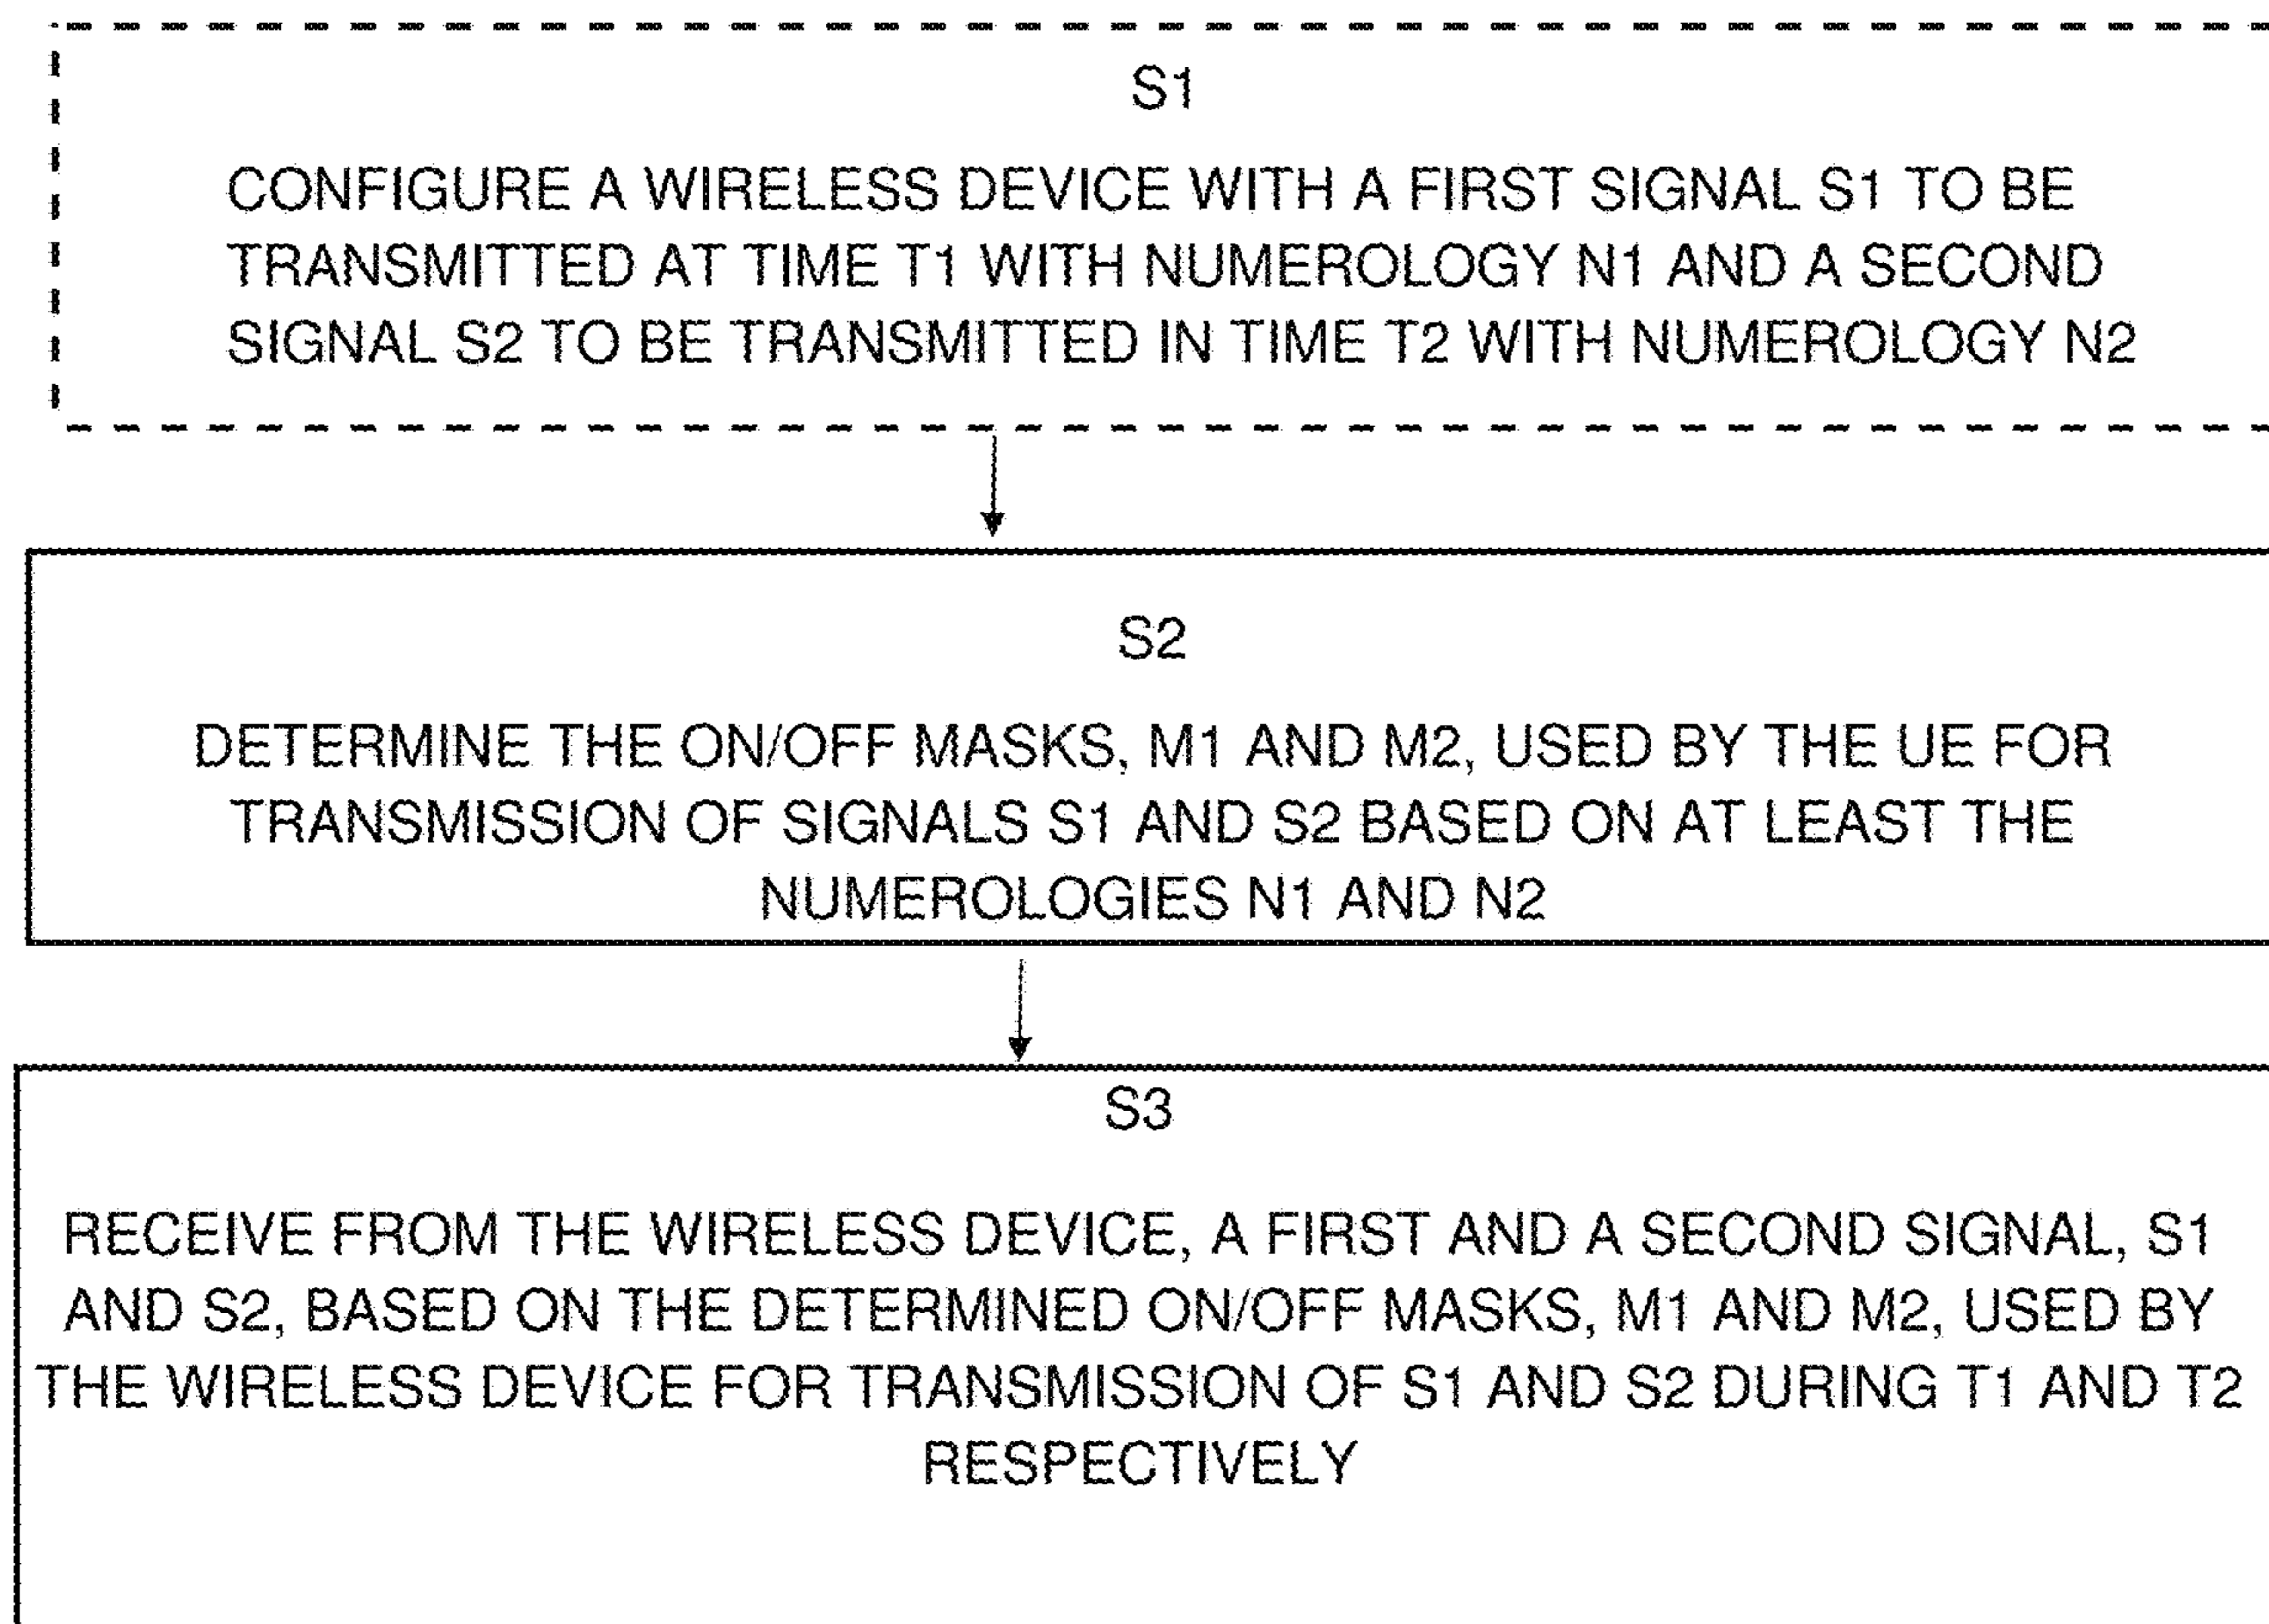 S1
CONFIGURE A WIRELESS DEVICE WITH A FIRST SIGNAL S1 TO BE
TRANSMITTED AT TIME T1 WITH NUMEROLOGY N1 AND A SECOND
SIGNAL S2 TO BE TRANSMITTED IN TIME T2 WITH NUMEROLOGY N2
S2
DETERMINE THE ON/OFF MASKS, M1 AND M2, USED BY THE UE FOR
TRANSMISSION OF SIGNALS S1 AND S2 BASED ON AT LEAST THE
NUMEROLOGIES N1 AND N2
S3
RECEIVE FROM THE WIRELESS DEVICE, A FIRST AND A SECOND SIGNAL, S1
AND S2, BASED ON THE DETERMINED ON/OFF MASKS, M1 AND M2, USED BY
THE WIRELESS DEVICE FOR TRANSMISSION OF S1 AND S2 DURING T1 AND T2
RESPECTIVELY